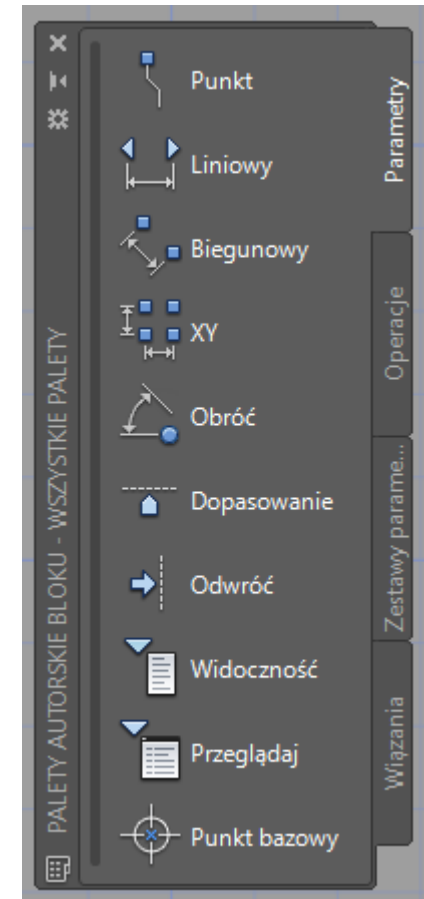 Punkt
Liniowy
Biegunowy
XY
Obróć
Dopasowanie
Odwróć
Widoczność
Przeglądaj
Punkt bazowy
Parametry
Operacje
Zestawy parame...
Wiązania
PALETY AUTORSKIE BLOKU - WSZYSTKIE PALETY